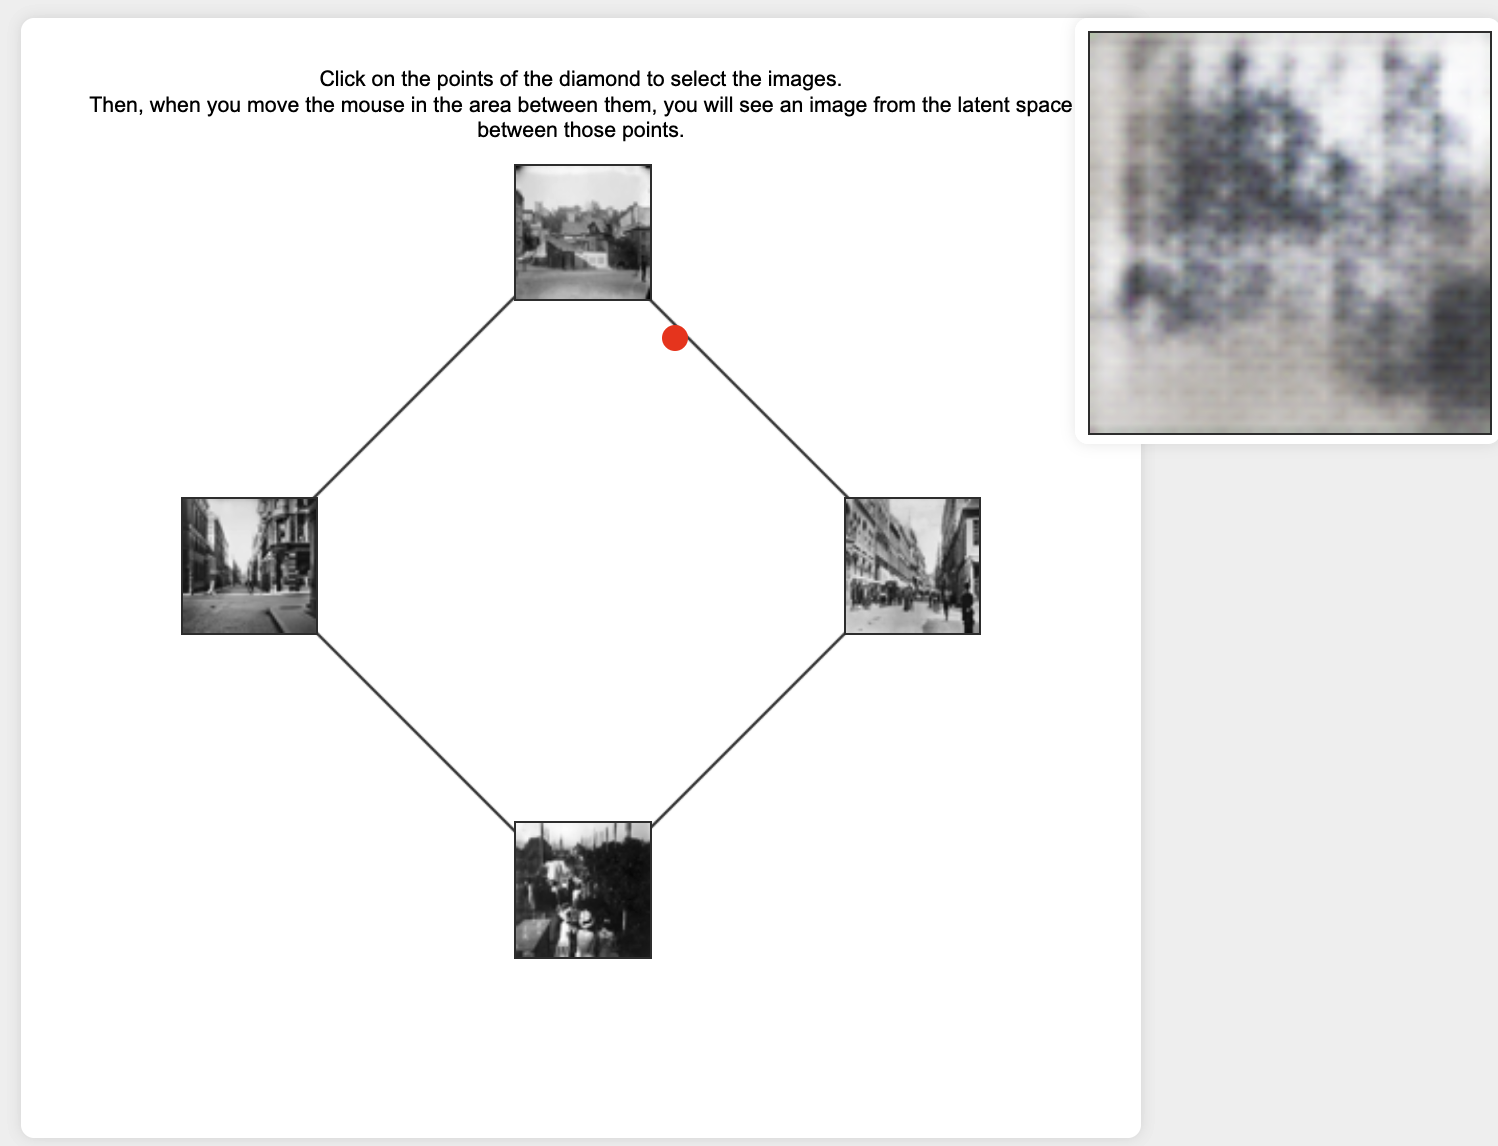 Click on the points of the diamond to select the images.
Then, when you move the mouse in the area between them, you will see an image from the latent space
between those points.